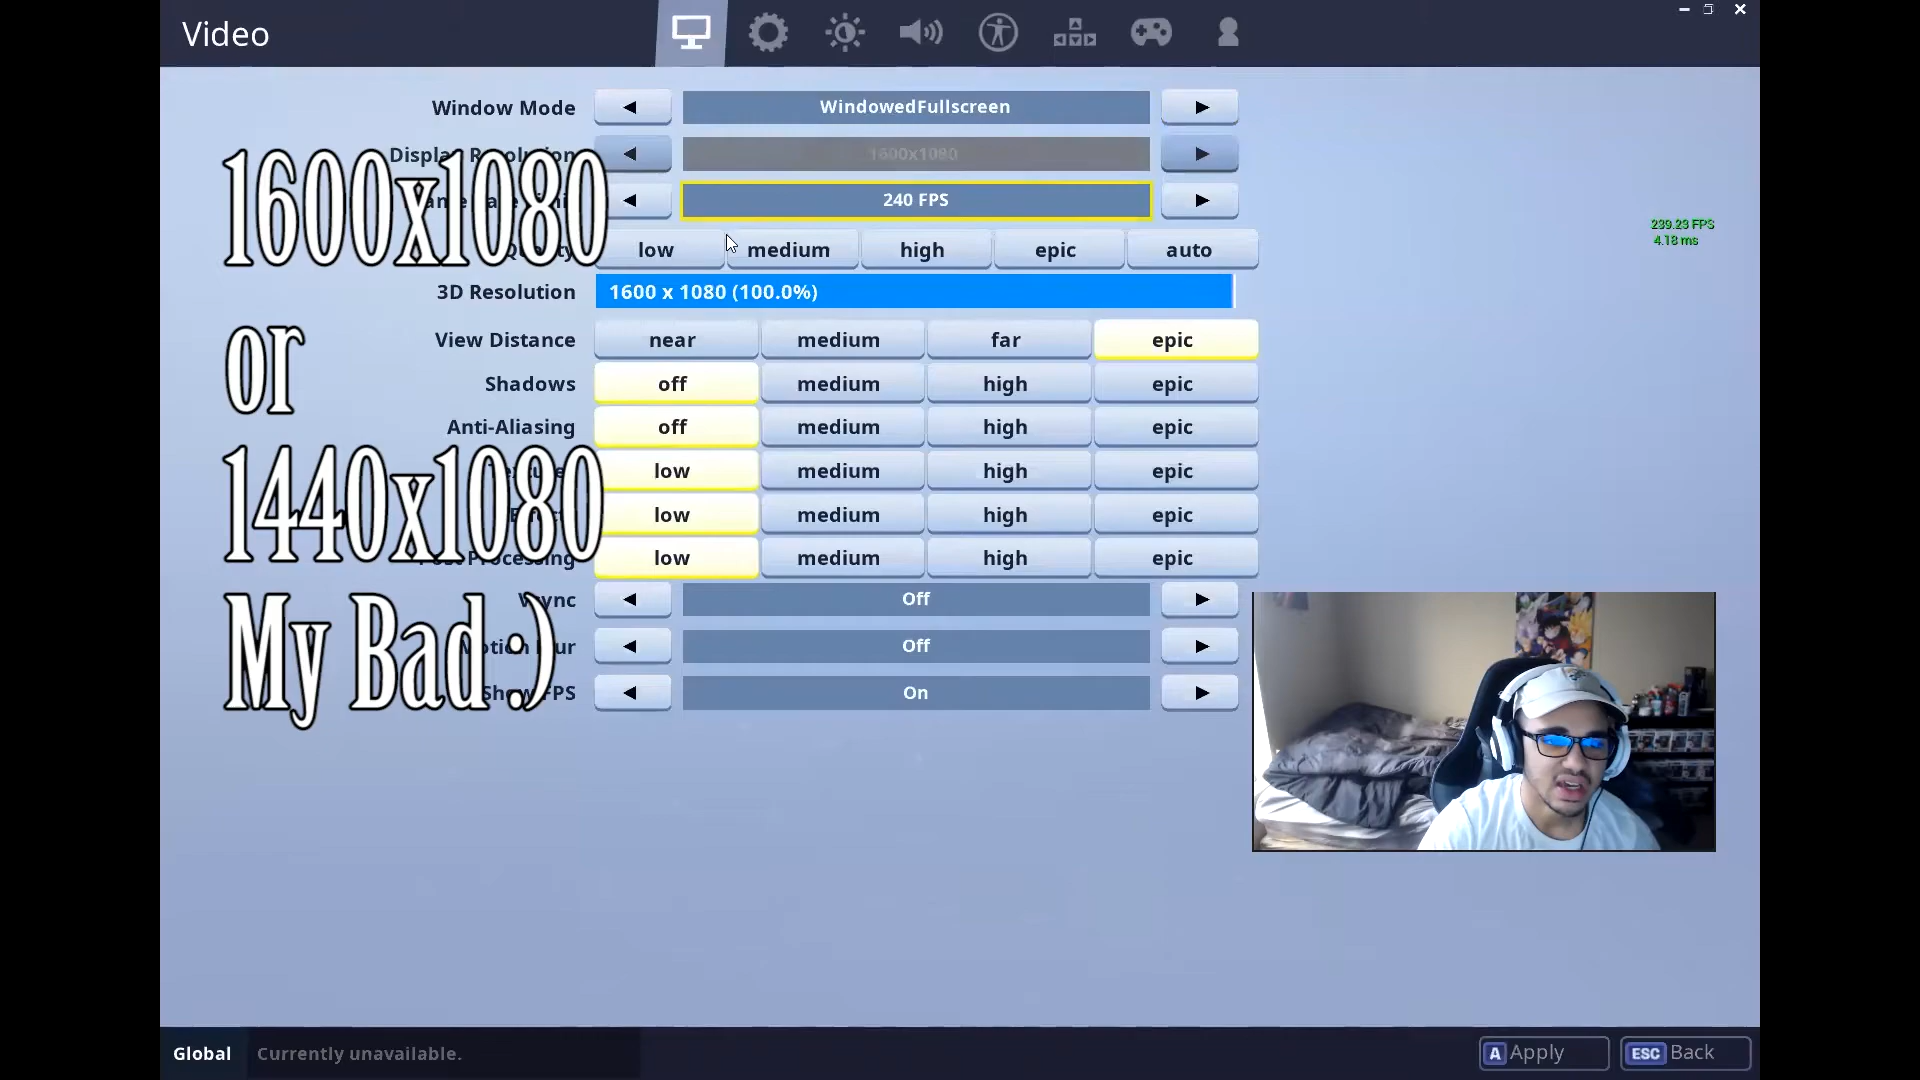 Video
Window Mode
WindowedFullscreen
1600x1080
240 FPS
low medium high epic auto
3D Resolution
1600 x 1080 (100.0%)
View Distance
near medium far epic
Shadows
off medium high epic
Anti-Aliasing
off medium high epic
low medium high epic
low medium high epic
low medium high epic
Off
Off
Show FPS
On
1600x1080
or
1440x1080
My Bad :)
239.23 FPS
4.18 ms
Global
Currently unavailable.
A Apply
ESC Back